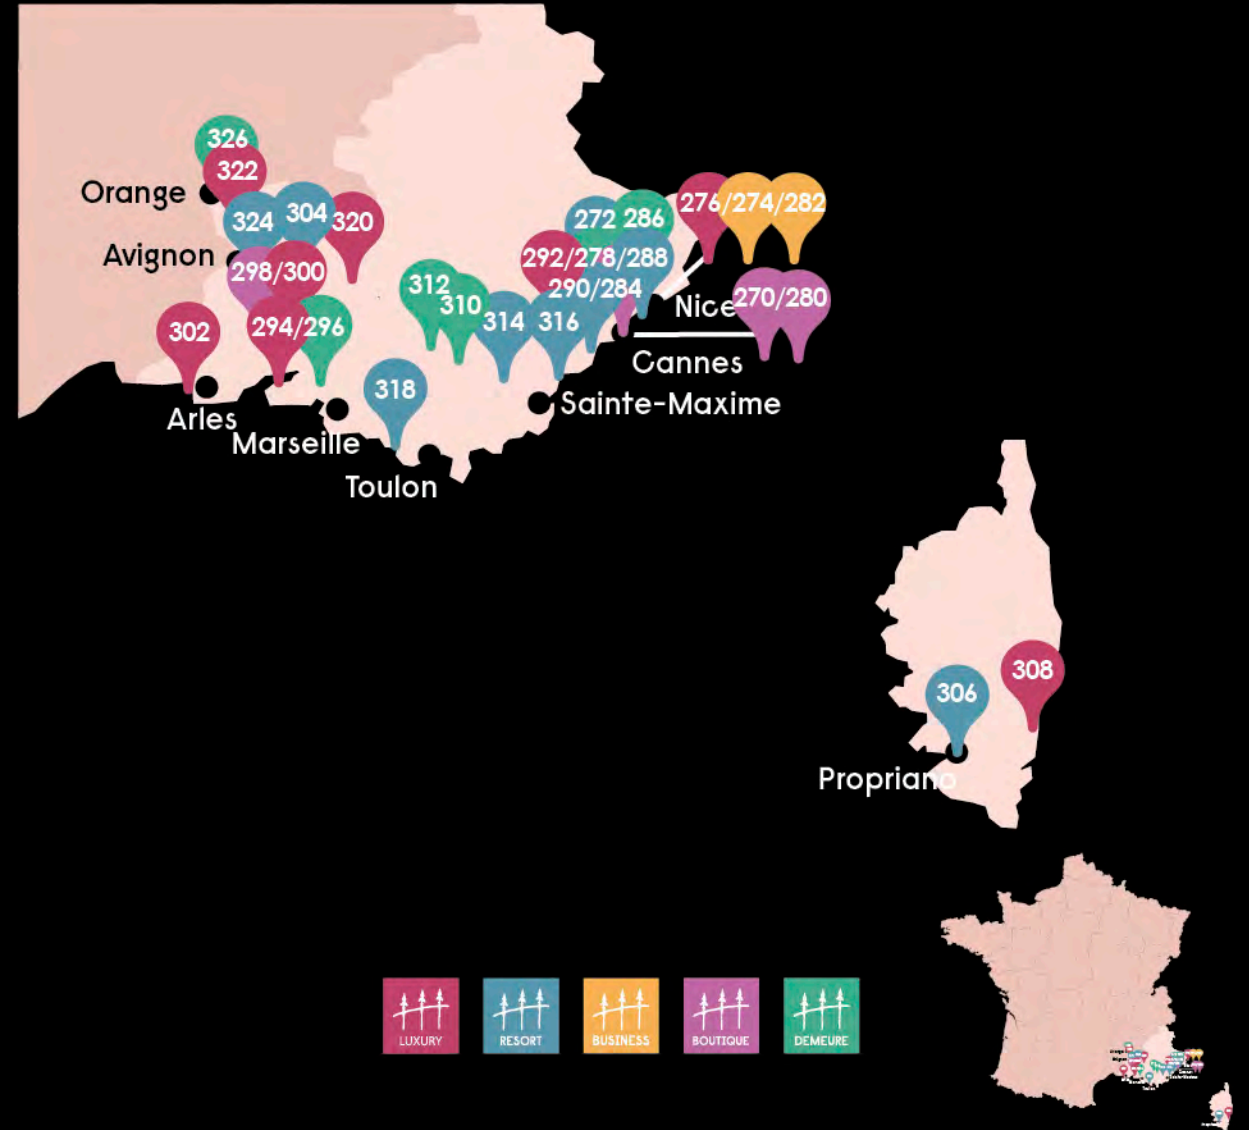 326
322
Orange
324
304
320
Avignon
298/300
302
294/296
312
310
314
316
318
272
286
276/274/282
292/278/288
290/284
Nice
270/280
Cannes
Sainte-Maxime
Arles
Marseille
Toulon
308
306
Propriano
LUXURY
RESORT
BUSINESS
BOUTIQUE
DEMEURE